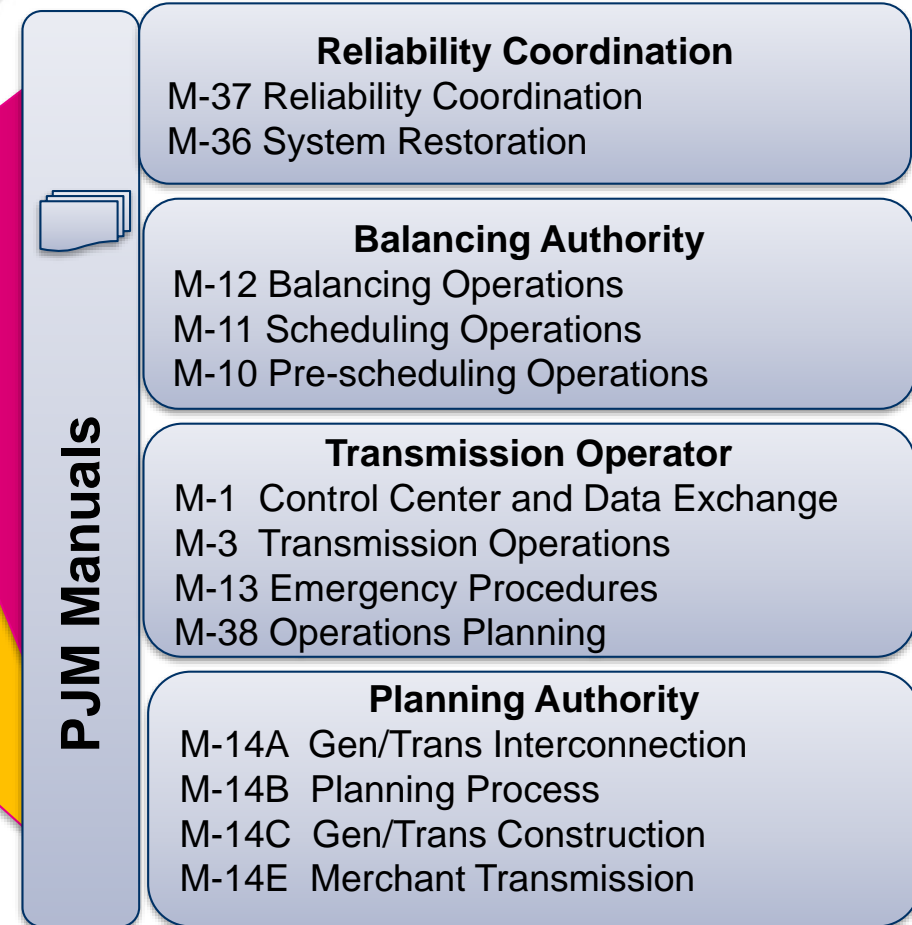 PJM Manuals
Reliability Coordination
M-37 Reliability Coordination
M-36 System Restoration
Balancing Authority
M-12 Balancing Operations
M-11 Scheduling Operations
M-10 Pre-scheduling Operations
Transmission Operator
M-1 Control Center and Data Exchange
M-3 Transmission Operations
M-13 Emergency Procedures
M-38 Operations Planning
Planning Authority
M-14A Gen/Trans Interconnection
M-14B Planning Process
M-14C Gen/Trans Construction
M-14E Merchant Transmission